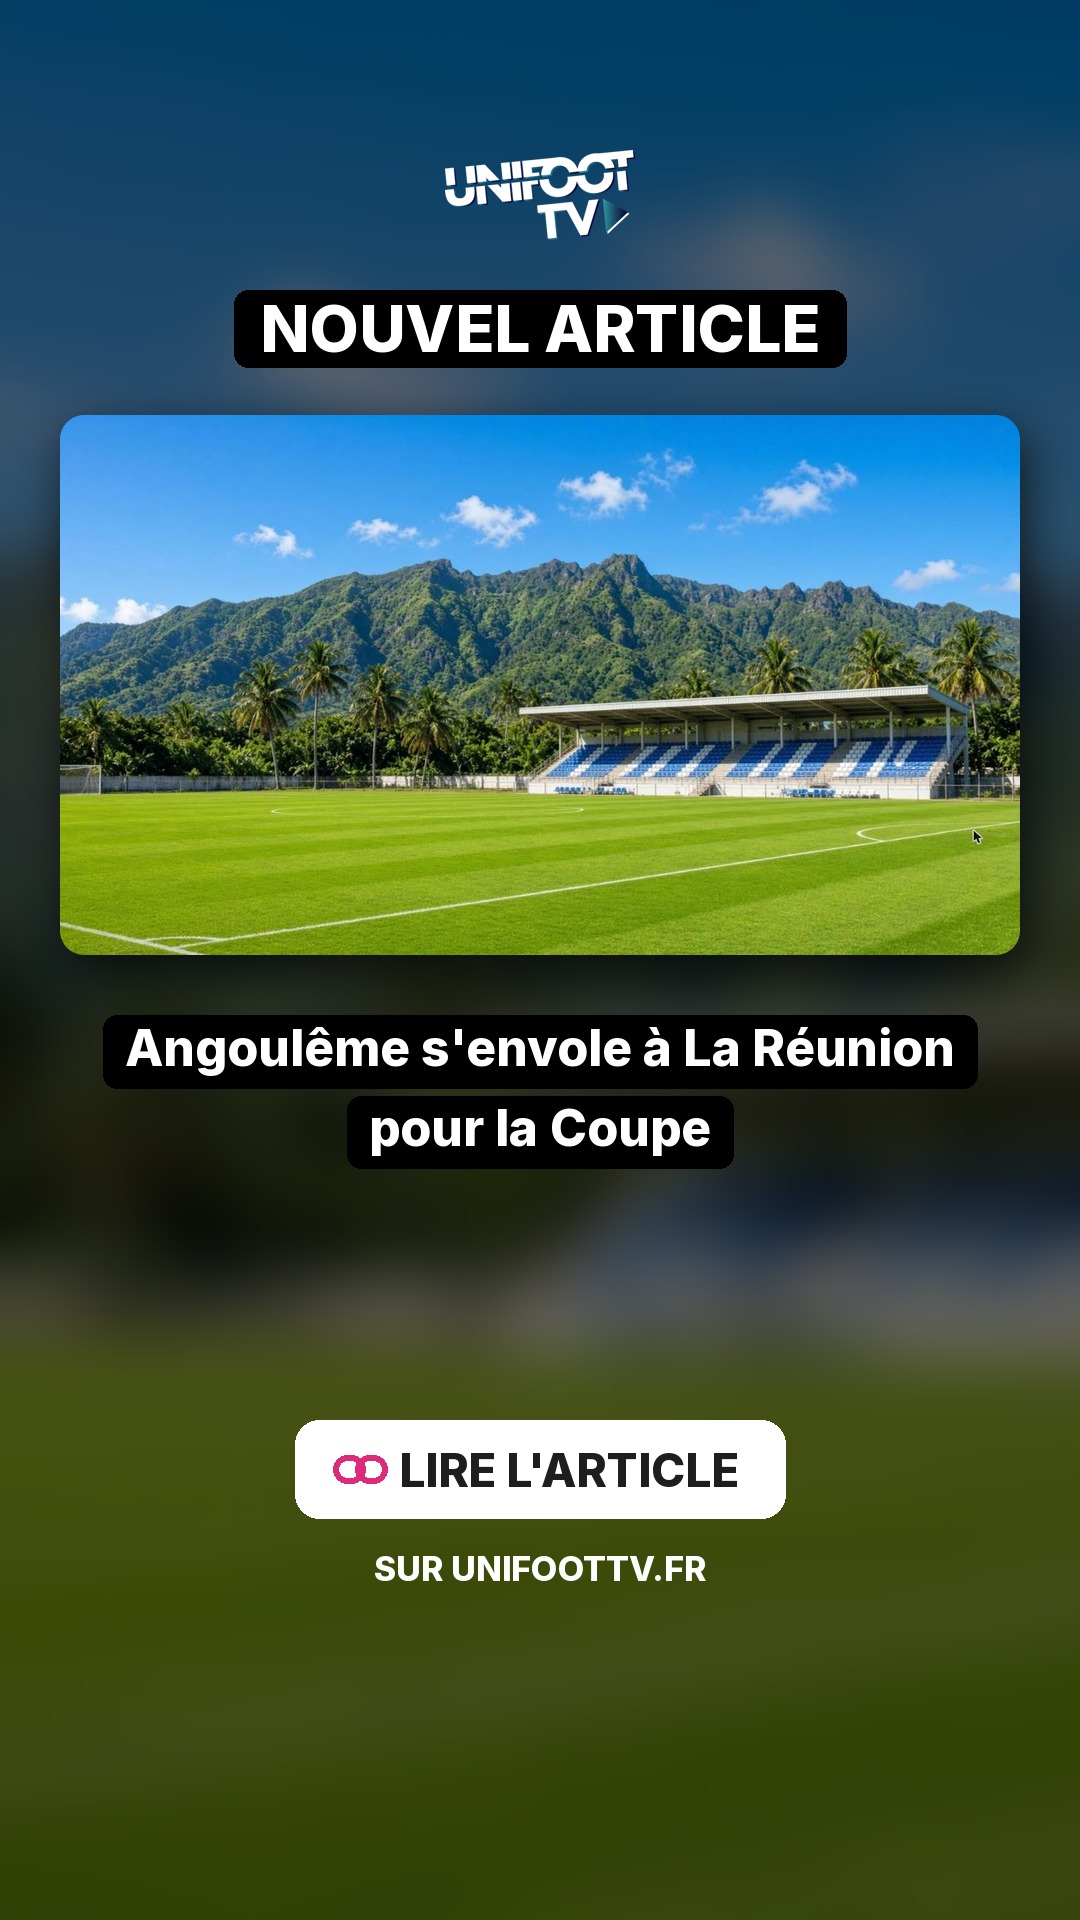 UNIFOOT
TV
NOUVEL ARTICLE
Angoulême s'envole à La Réunion
pour la Coupe
LIRE L'ARTICLE
SUR UNIFOOTTV.FR